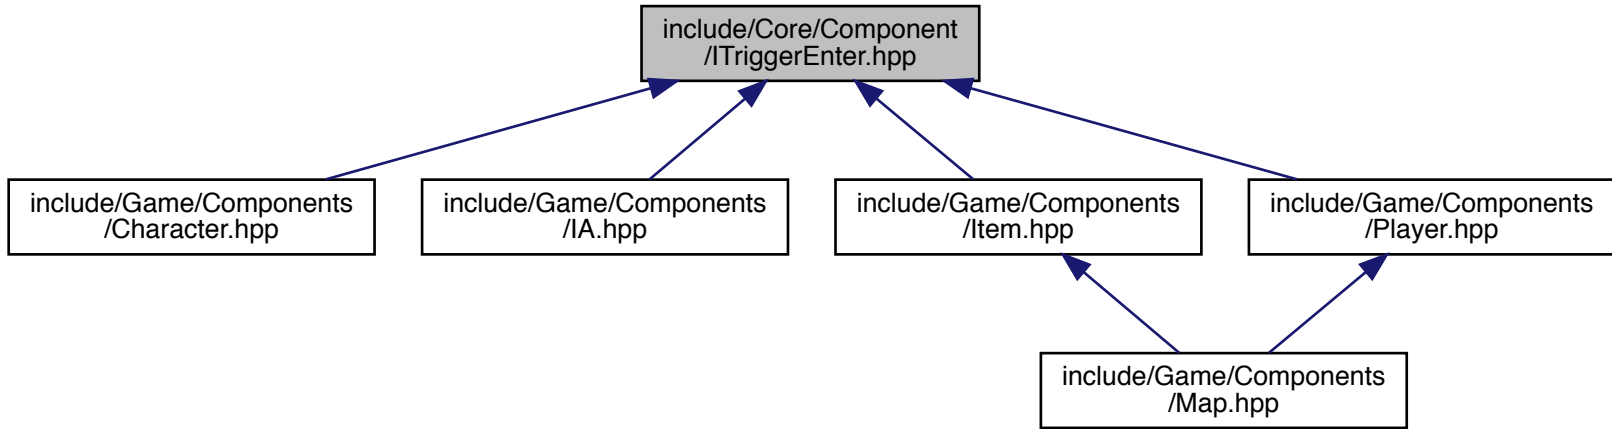 include/Core/Component
/ITriggerEnter.hpp
include/Game/Components
/Character.hpp
include/Game/Components
/IA.hpp
include/Game/Components
/Item.hpp
include/Game/Components
/Player.hpp
include/Game/Components
/Map.hpp